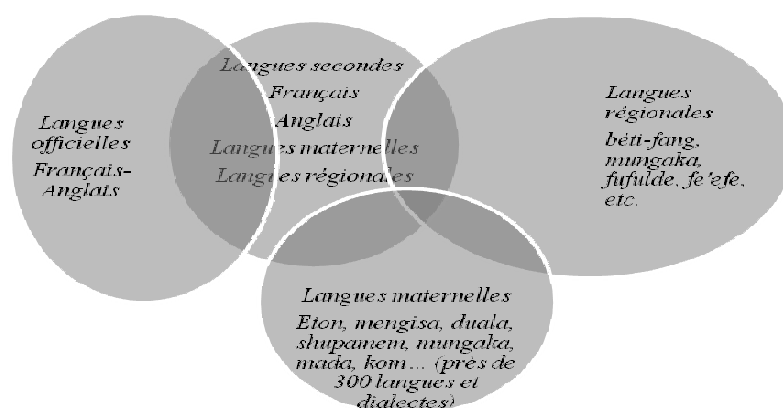 Langues
officielles
Français-
Anglais
Langues secondes
Français
Anglais
Langues maternelles
Langues régionales
Langues
régionales
béti-fang,
mungaka,
fufulde, fe'efe,
etc.
Langues maternelles
Eton, mengisa, duala,
shupamem, mungaka,
mada, kom... (près de
300 langues et
dialectes)